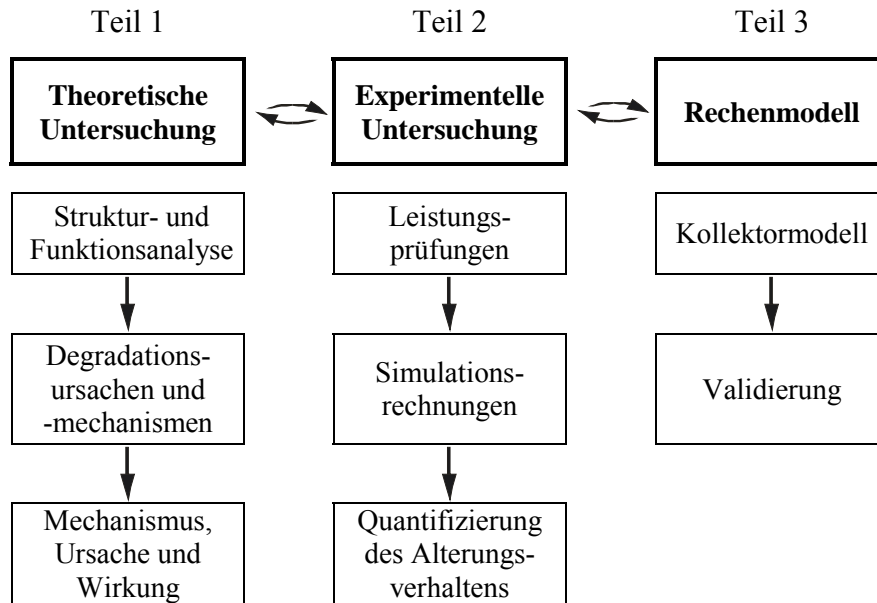 Teil 1
Teil 2
Teil 3
Theoretische
Untersuchung
Experimentelle
Untersuchung
Rechenmodell
Struktur- und
Funktionsanalyse
Leistungs-
prüfungen
Kollektormodell
Degradations-
ursachen und
-mechanismen
Simulations-
rechnungen
Validierung
Mechanismus,
Ursache und
Wirkung
Quantifizierung
des Alterungs-
verhaltens